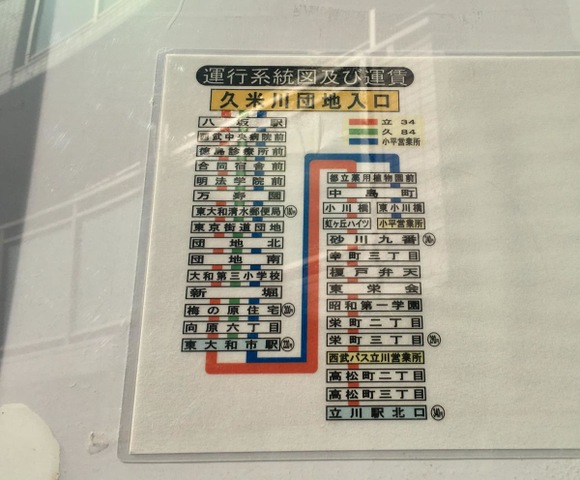 運行系統図及び運賃
久米川団地入口
立34
久84
小平営業所
八坂駅
西武中央病院前
徳島診療所前
合同宿舎前
明法学院前
万寿園
東大和清水郵便局
東京街道団地
団地北
団地南
大和第三小学校
新堀
梅の原住宅
向原六丁目
東大和市駅
都立薬用植物園前
中島町
小川橋 東小川橋
虹ヶ丘ハイツ 小平営業所
砂川九番
幸町三丁目
榎戸弁天
東栄会
昭和第一学園
栄町二丁目
栄町三丁目
西武バス立川営業所
高松町二丁目
高松町三丁目
立川駅北口